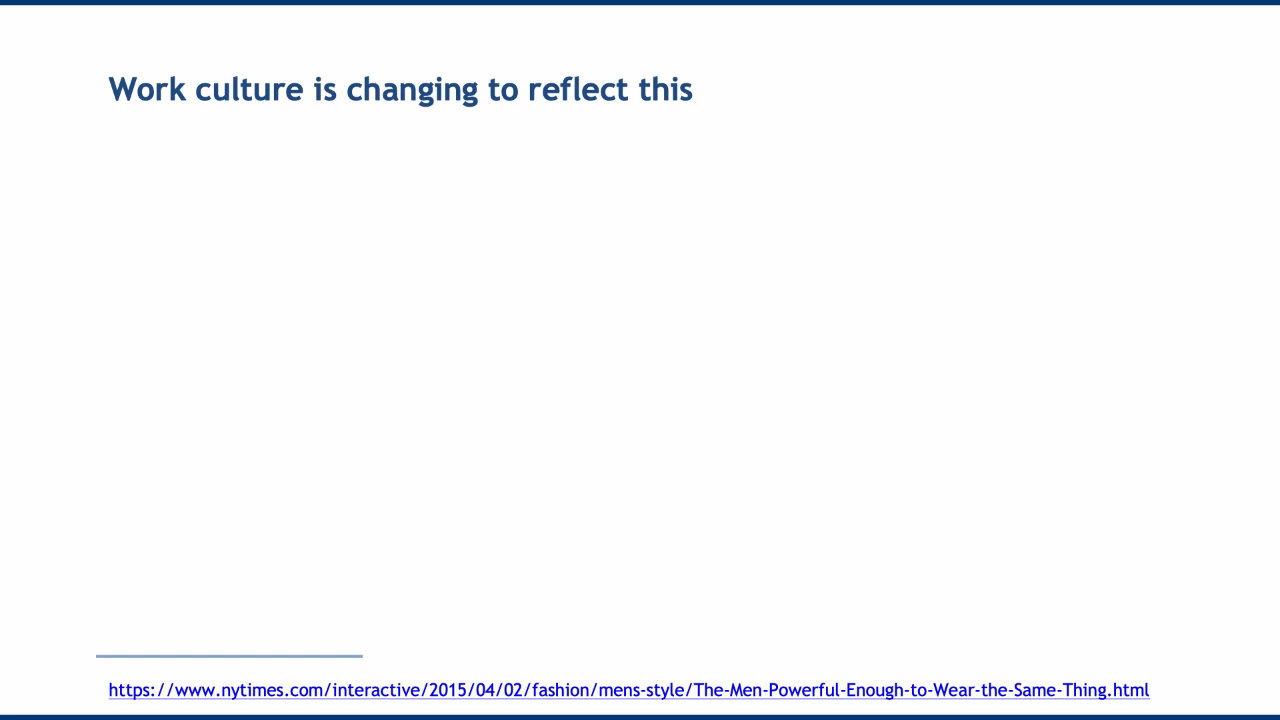 Work culture is changing to reflect this
https://www.nytimes.com/interactive/2015/04/02/fashion/mens-style/The-Men-Powerful-Enough-to-Wear-the-Same-Thing.html